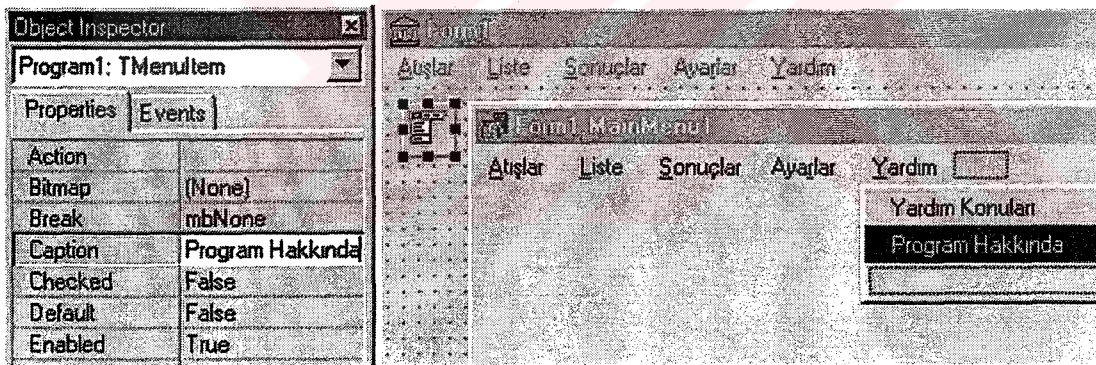 Object Inspector
Program1: TMenuItem
Properties
Events
Action
Bitmap (None)
Break mbNone
Caption Program Hakkında
Checked False
Default False
Enabled True
Form1
Atışlar Liste Sonuçlar Ayarlar Yardım
Form1.MainMenu1
Atışlar Liste Sonuçlar Ayarlar Yardım
Yardım Konuları
Program Hakkında